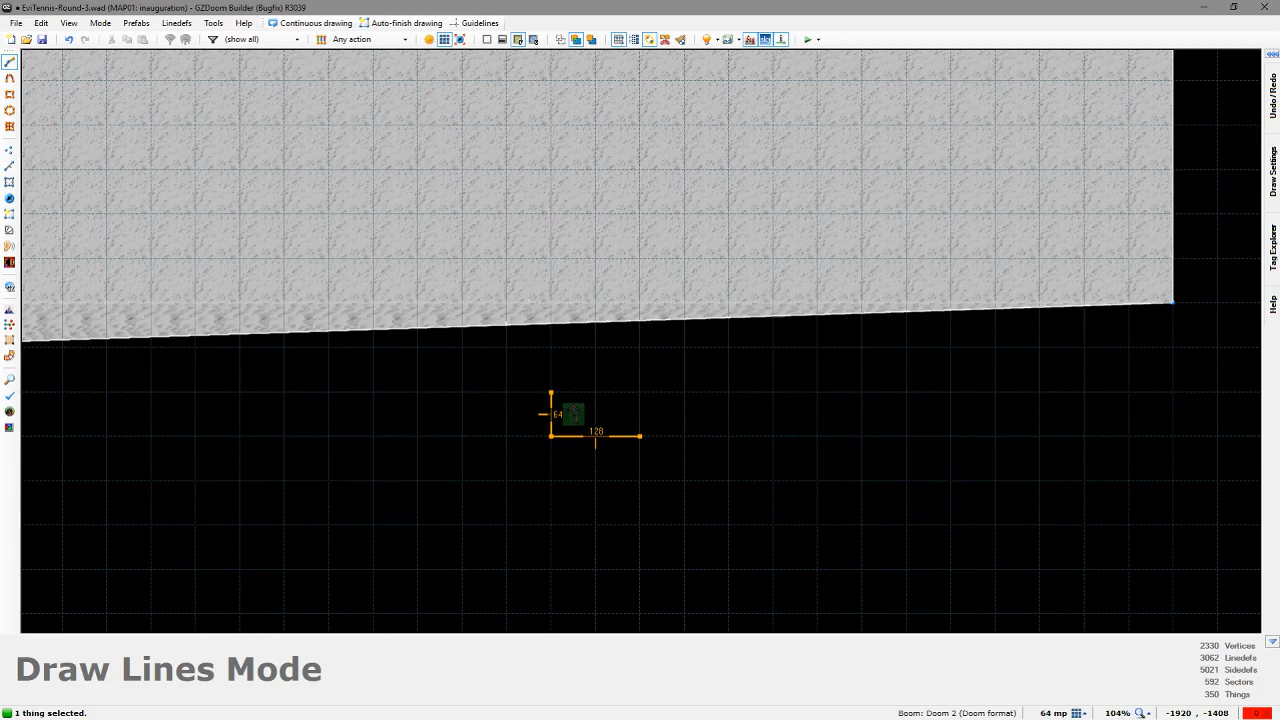 • EviTennis-Round-3.wad (MAP01: inauguration) - GZDoom Builder (Bugfix) R3039
File Edit View Mode Prefabs Linedefs Tools Help Continuous drawing Auto-finish drawing Guidelines
(show all) Any action
Undo / Redo
Draw Settings
Tag Explorer
Help
64
128
Draw Lines Mode
2330 Vertices
3062 Linedefs
5021 Sidedefs
592 Sectors
350 Things
1 thing selected. Boom: Doom 2 (Doom format) 64 mp 104% -1920 , -1408 0